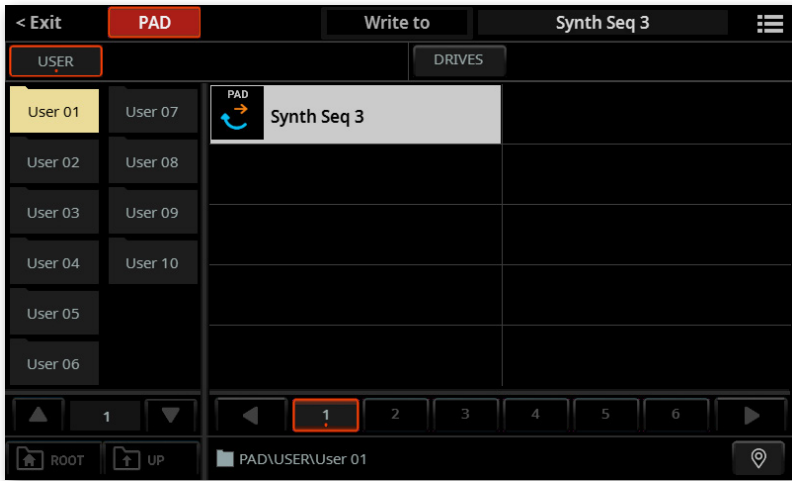 < Exit PAD Write to Synth Seq 3
USER DRIVES
User 01 User 07 PAD Synth Seq 3
User 02 User 08
User 03 User 09
User 04 User 10
User 05
User 06
1 1 2 3 4 5 6
ROOT UP PAD\USER\User 01